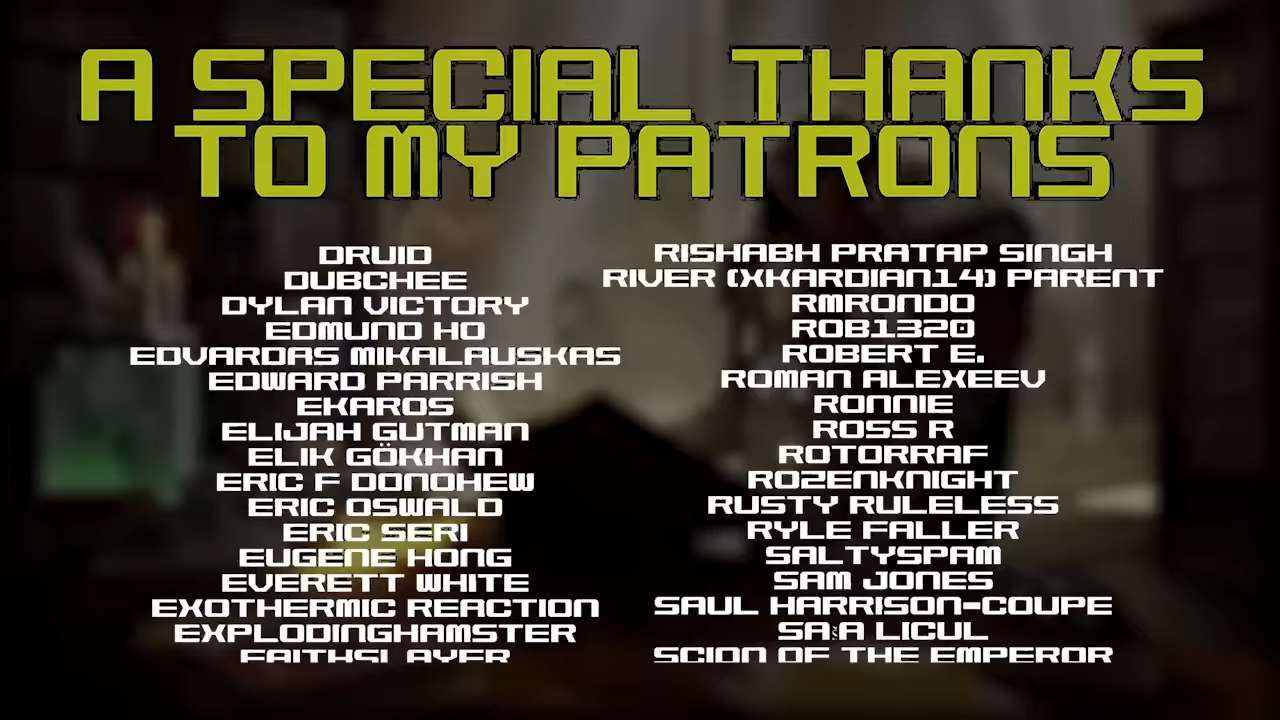 A SPECIAL THANKS
TO MY PATRONS
DRUID
DUBCHEE
DYLAN VICTORY
EDMUND HO
EDVARDAS MIKALAUSKAS
EDWARD PARRISH
EKAROS
ELIJAH GUTMAN
ELIK GÖKHAN
ERIC F DONOHEW
ERIC OSWALD
ERIC SERI
EUGENE HONG
EVERETT WHITE
EXOTHERMIC REACTION
EXPLODINGHAMSTER
FAITHSLAYER
RISHABH PRATAP SINGH
RIVER (XKARDIAN14) PARENT
RMRONDO
ROB1320
ROBERT E.
ROMAN ALEXEEV
RONNIE
ROSS R
ROTORRAF
ROZENKNIGHT
RUSTY RULELESS
RYLE FALLER
SALTYSPAM
SAM JONES
SAUL HARRISON-COUPE
LICUL
SCION OF THE EMPEROR